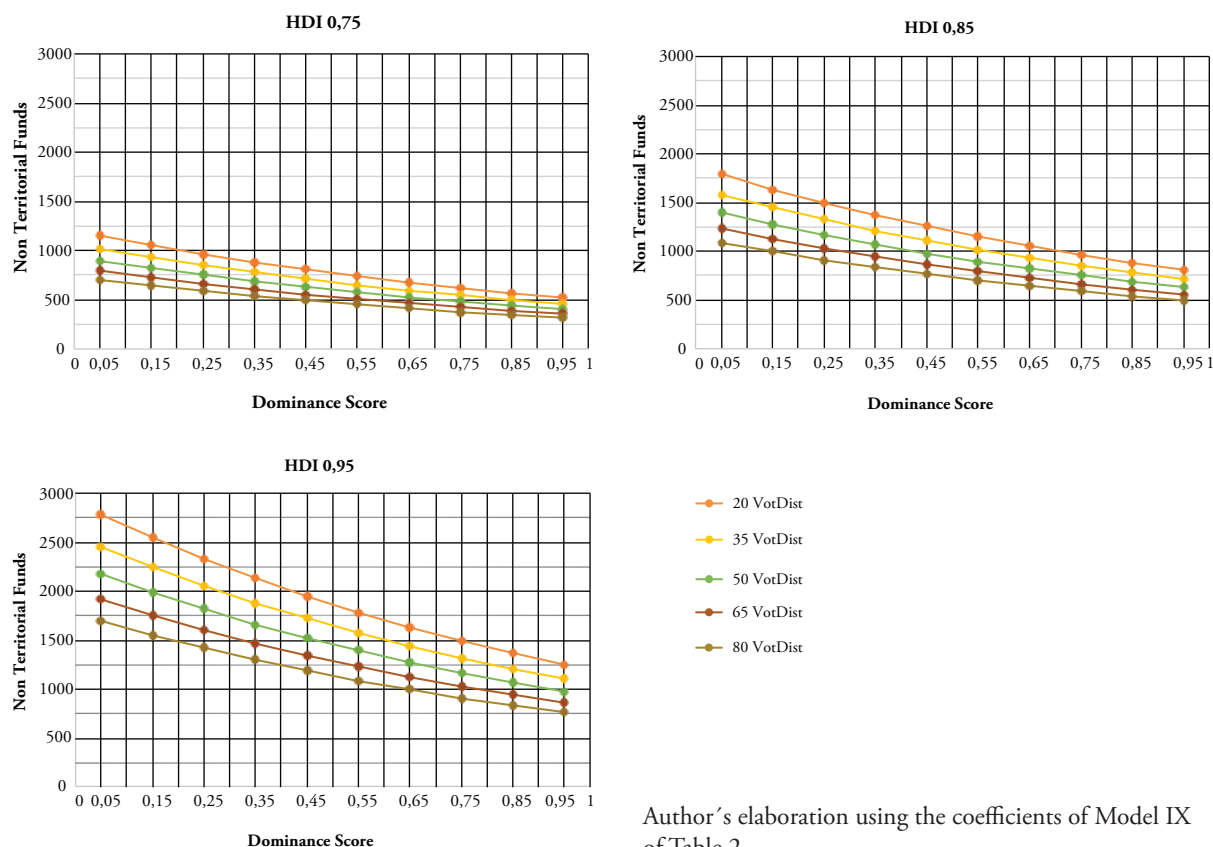 HDI 0,75
3000
2500
2000
1500
1000
500
0
Non Territorial Funds
0 0,05 0,15 0,25 0,35 0,45 0,55 0,65 0,75 0,85 0,95 1
Dominance Score
HDI 0,85
3000
2500
2000
1500
1000
500
0
Non Territorial Funds
0 0,05 0,15 0,25 0,35 0,45 0,55 0,65 0,75 0,85 0,95 1
Dominance Score
HDI 0,95
3000
2500
2000
1500
1000
500
0
Non Territorial Funds
0 0,05 0,15 0,25 0,35 0,45 0,55 0,65 0,75 0,85 0,95 1
Dominance Score
20 VotDist
35 VotDist
50 VotDist
65 VotDist
80 VotDist
Author´s elaboration using the coefficients of Model IX
of Table 2